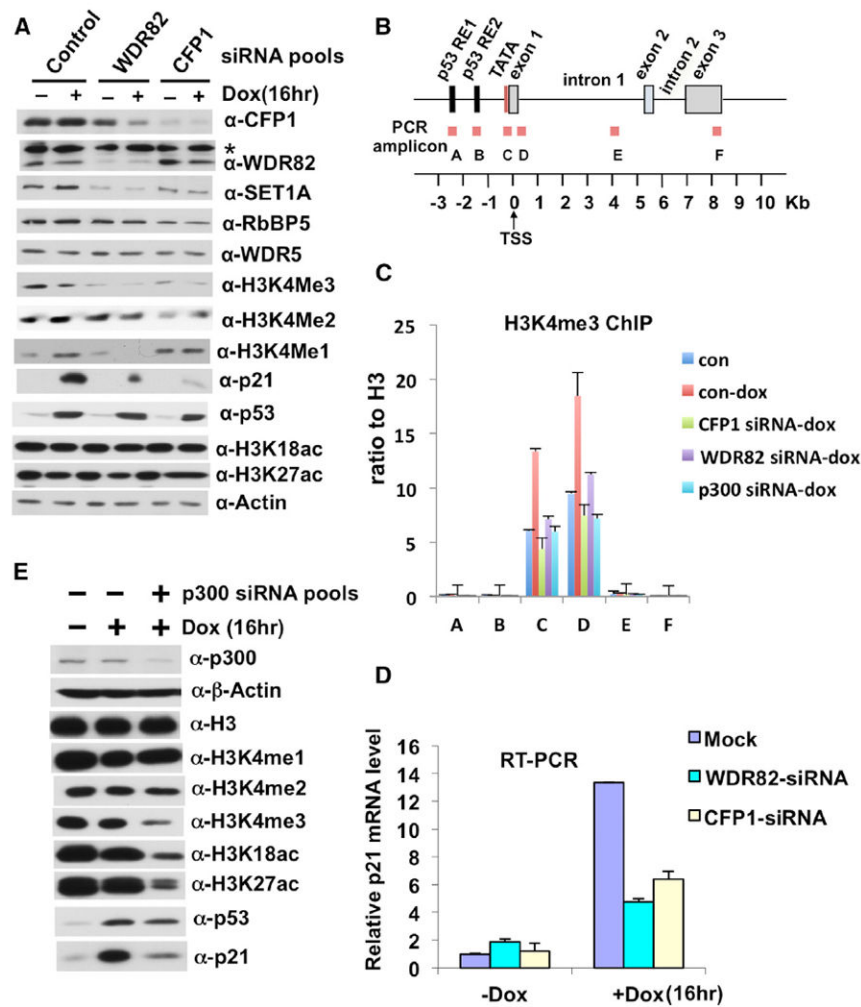 A
Control
WDR82
CFP1
siRNA pools
– + – + – + Dox(16hr)
α-CFP1
*
α-WDR82
α-SET1A
α-RbBP5
α-WDR5
α-H3K4Me3
α-H3K4Me2
α-H3K4Me1
α-p21
α-p53
α-H3K18ac
α-H3K27ac
α-Actin
B
p53 RE1
p53 RE2
TATA
exon 1
intron 1
exon 2
intron 2
exon 3
PCR
amplicon
A B C D E F
-3 -2 -1 0 1 2 3 4 5 6 7 8 9 10 Kb
TSS
C
H3K4me3 ChIP
ratio to H3
25
20
15
10
5
0
A B C D E F
con
con-dox
CFP1 siRNA-dox
WDR82 siRNA-dox
p300 siRNA-dox
E
– – + p300 siRNA pools
– + + Dox (16hr)
α-p300
α-β-Actin
α-H3
α-H3K4me1
α-H3K4me2
α-H3K4me3
α-H3K18ac
α-H3K27ac
α-p53
α-p21
D
RT-PCR
Relative p21 mRNA level
16
14
12
10
8
6
4
2
0
-Dox +Dox(16hr)
Mock
WDR82-siRNA
CFP1-siRNA